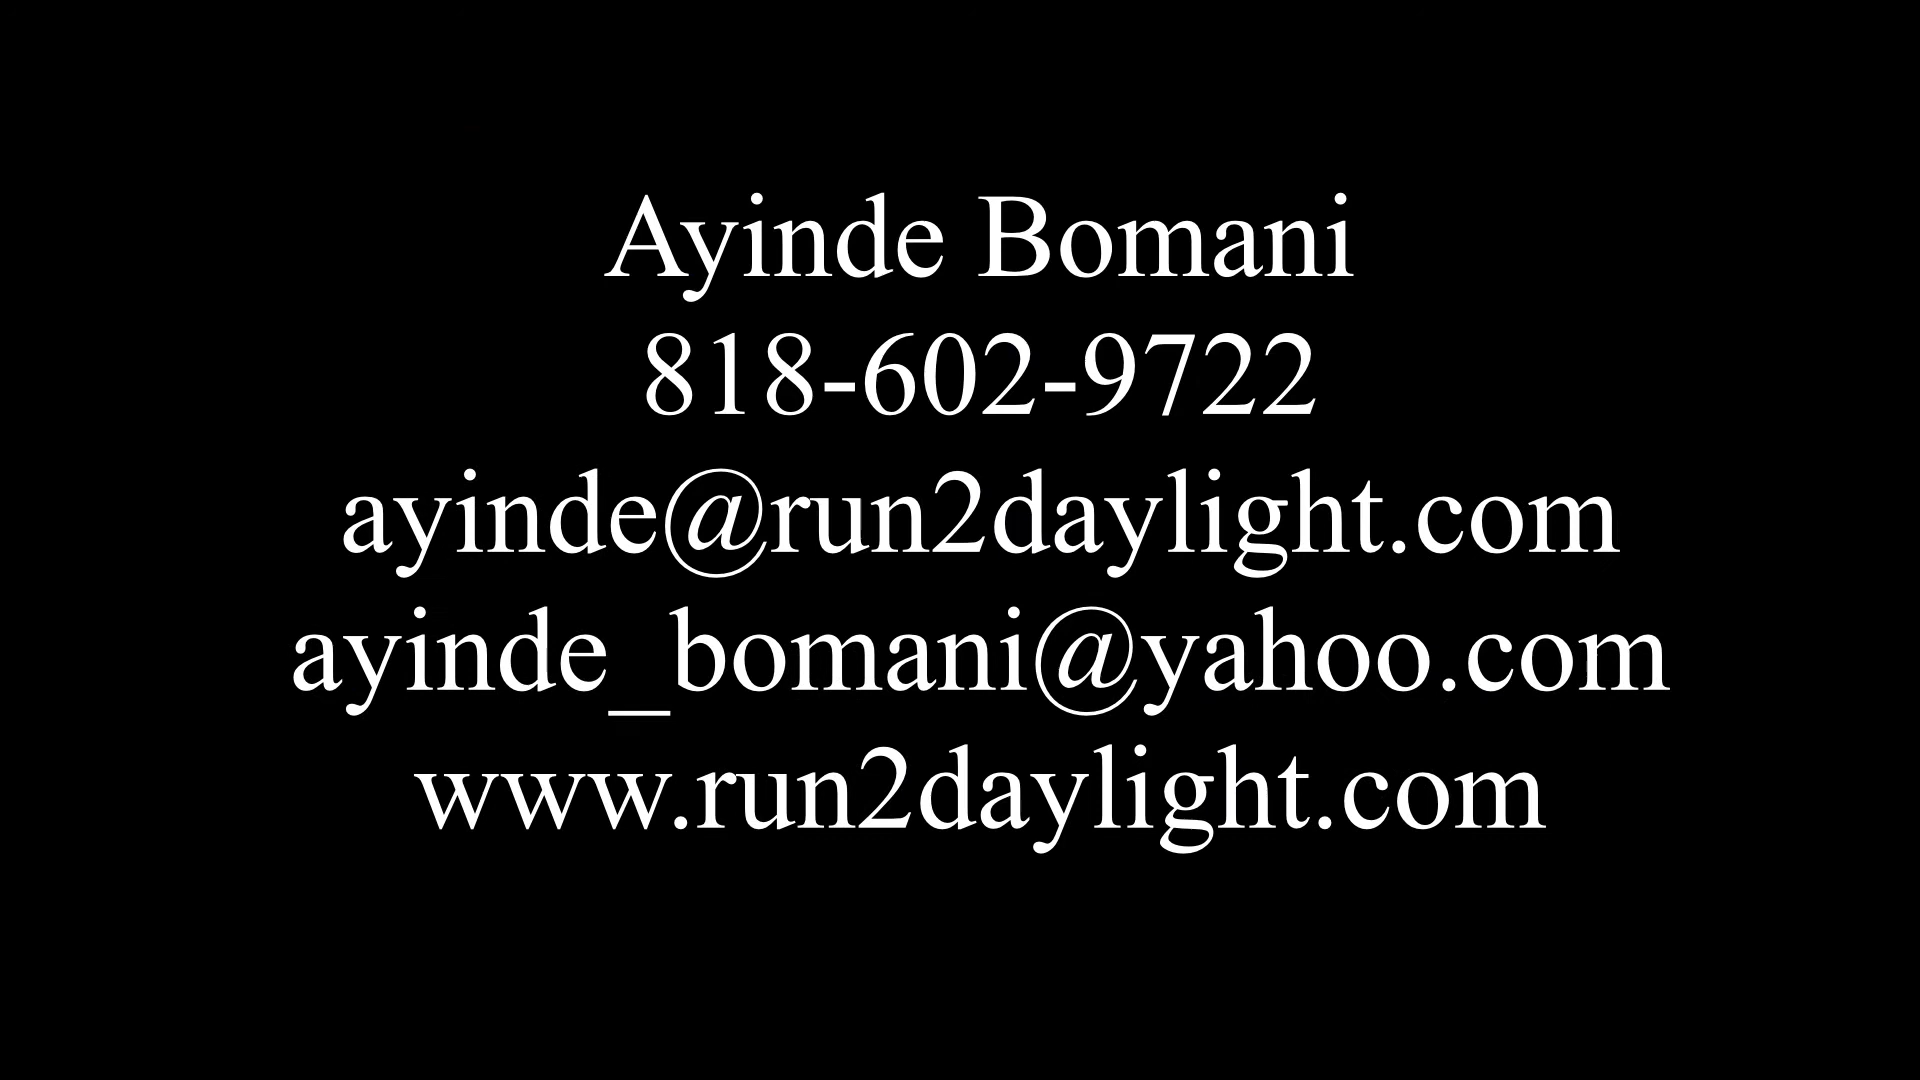 Ayinde Bomani
818-602-9722
ayinde@run2daylight.com
ayinde_bomani@yahoo.com
www.run2daylight.com